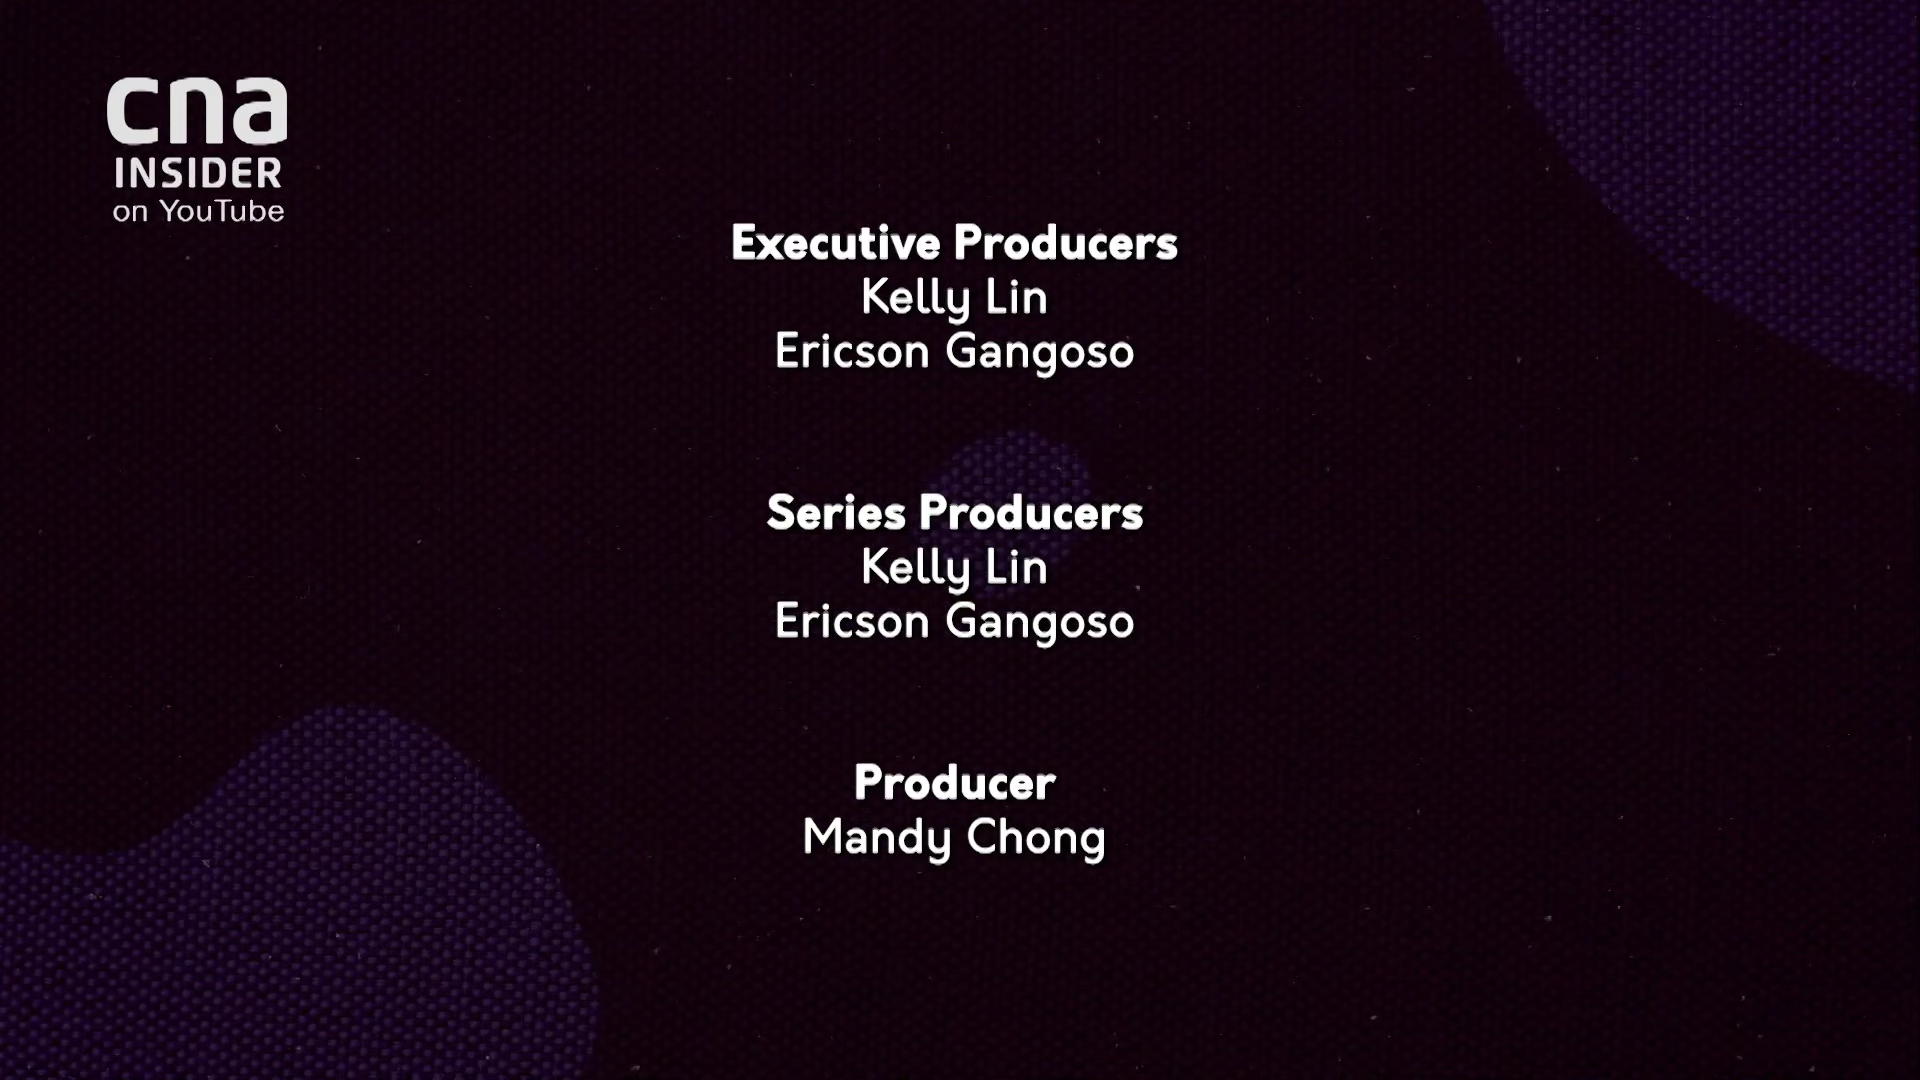 cna
INSIDER
on YouTube
Executive Producers
Kelly Lin
Ericson Gangoso
Series Producers
Kelly Lin
Ericson Gangoso
Producer
Mandy Chong